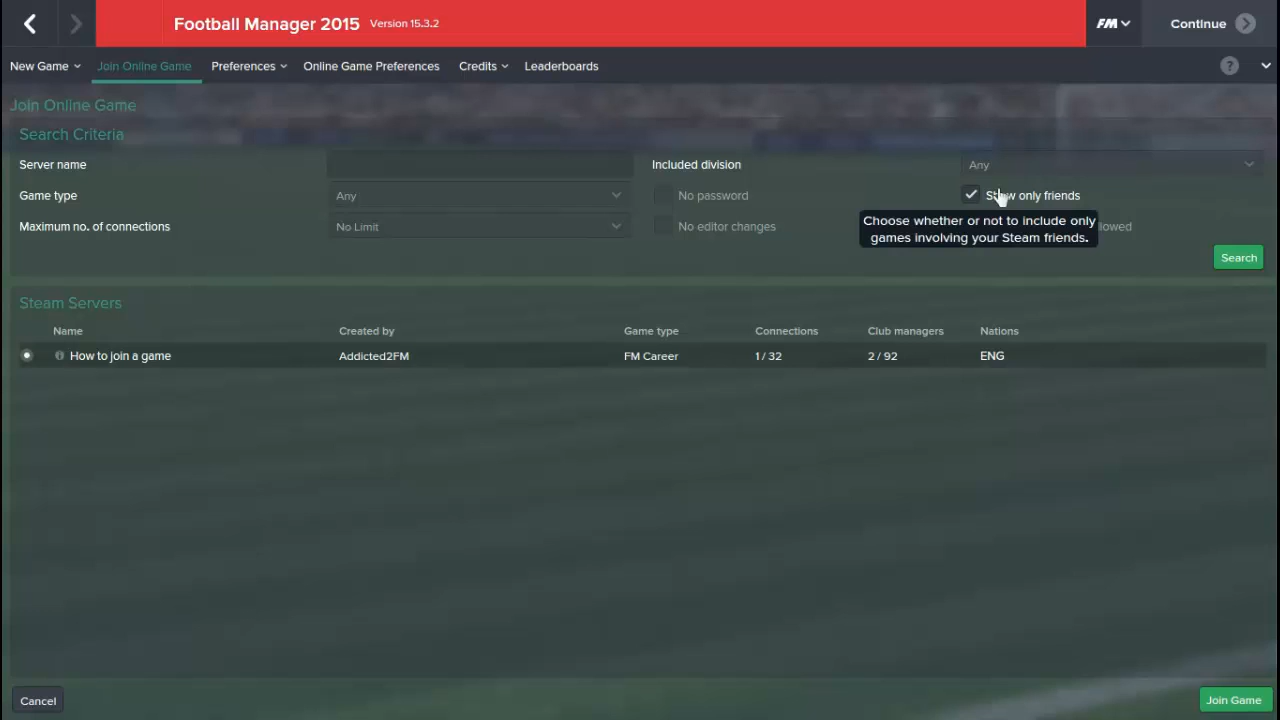 Football Manager 2015 Version 15.3.2 FM Continue
New Game Join Online Game Preferences Online Game Preferences Credits Leaderboards ?
Join Online Game
Search Criteria
Server name Included division Any
Game type Any No password only friends
Maximum no. of connections No Limit No editor changes
Choose whether or not to include only
games involving your Steam friends.
Search
Steam Servers
Name Created by Game type Connections Club managers Nations
How to join a game Addicted2FM FM Career 1 / 32 2 / 92 ENG
Cancel Join Game